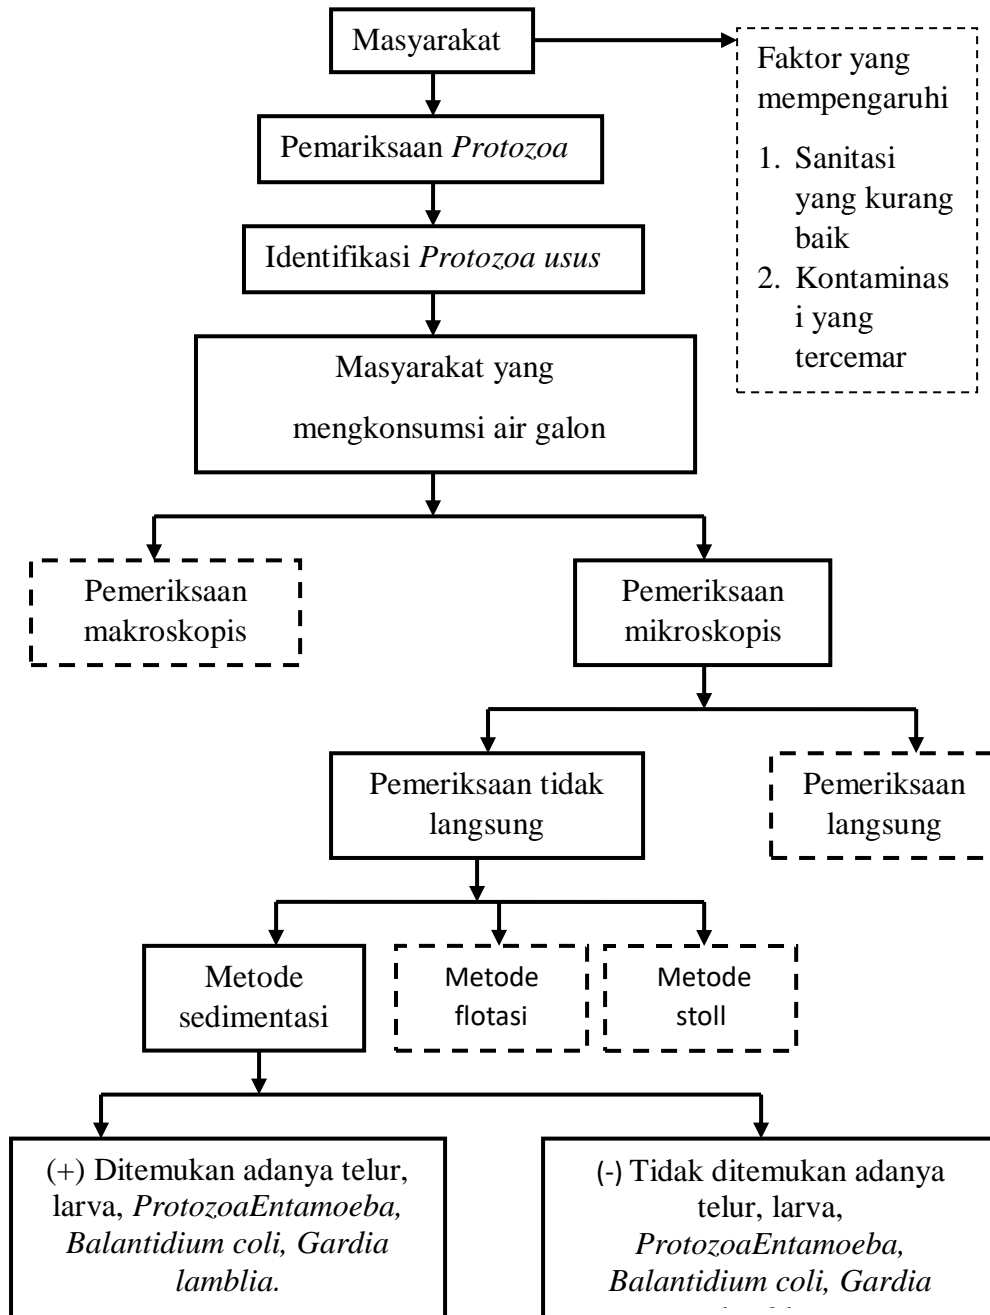 Masyarakat
Faktor yang
mempengaruhi
1. Sanitasi
yang kurang
baik
2. Kontaminas
i yang
tercemar
Pemariksaan Protozoa
Identifikasi Protozoa usus
Masyarakat yang
mengkonsumsi air galon
Pemeriksaan
makroskopis
Pemeriksaan
mikroskopis
Pemeriksaan tidak
langsung
Pemeriksaan
langsung
Metode
sedimentasi
Metode
flotasi
Metode
stoll
(+) Ditemukan adanya telur,
larva, ProtozoaEntamoeba,
Balantidium coli, Gardia
lamblia.
(-) Tidak ditemukan adanya
telur, larva,
ProtozoaEntamoeba,
Balantidium coli, Gardia